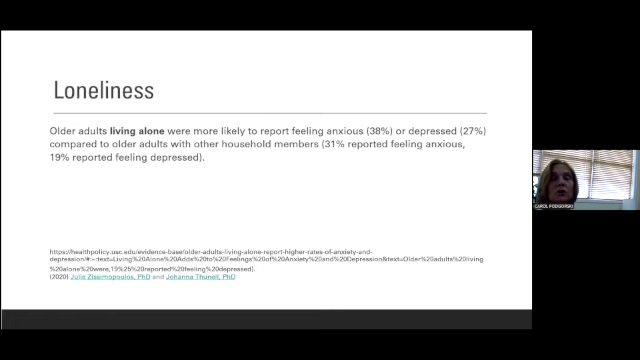 Loneliness
Older adults living alone were more likely to report feeling anxious (38%) or depressed (27%)
compared to older adults with other household members (31% reported feeling anxious,
19% reported feeling depressed).
https://healthpolicy.usc.edu/evidence-base/older-adults-living-alone-report-higher-rates-of-anxiety-and-
depression/#:~:text=Living%20Alone%20Adds%20to%20Feelings%20of%20Anxiety%20and%20Depression&text=Older%20adults%20living
%20alone%20were,19%25%20reported%20feeling%20depressed).
(2020) Julie Zissimopoulos, PhD and Johanna Thunell, PhD
CAROL PODGORSKI